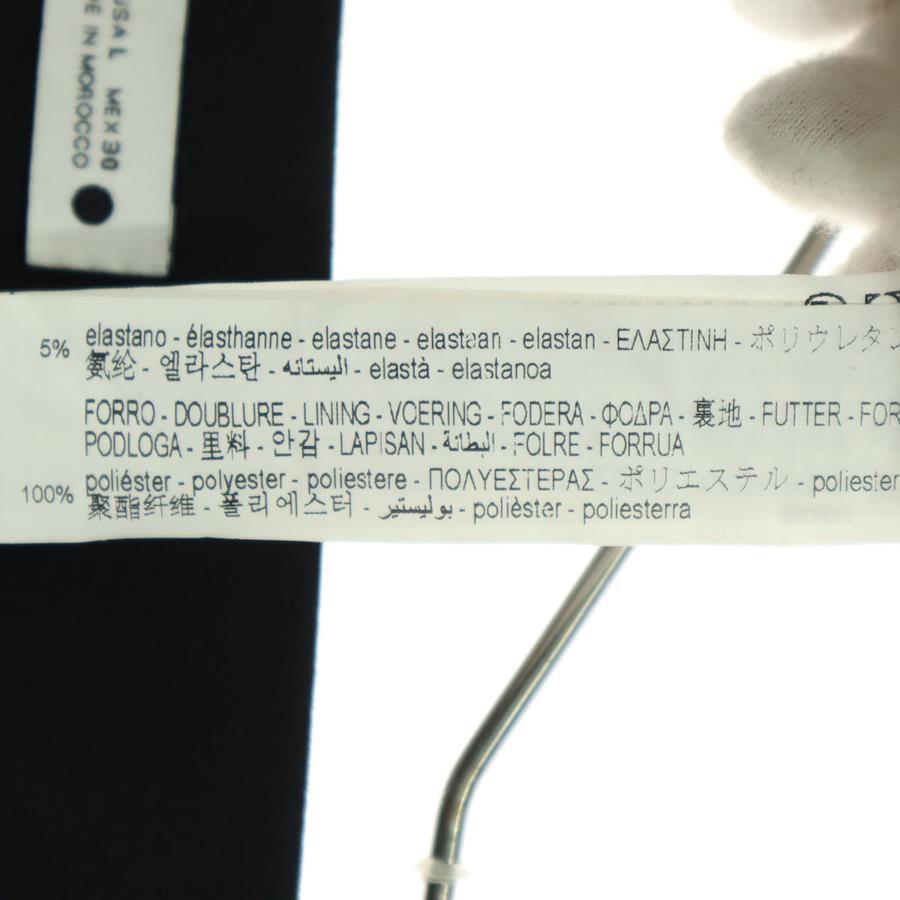 USA L MEX 30
IN MOROCCO
5% elastano - élasthanne - elastane - elastean - elastan - ΕΛΑΣΤΙΝΗ - ポリウレタン
氨纶 - 엘라스탄 - اليستانه - elastà - elastanoa
FORRO - DOUBLURE - LINING - VOERING - FODERA - ΦΟΔΡΑ - 裏地 - FUTTER - FOR
PODLOGA - 里料 - 안감 - LAPISAN - البطانة - FOLRE - FORRUA
100% poliéster - polyester - poliestere - ΠΟΛΥΕΣΤΕΡΑΣ - ポリエステル - poliester
聚酯纤维 - 폴리에스터 - بوليستير - polièster - poliesterra